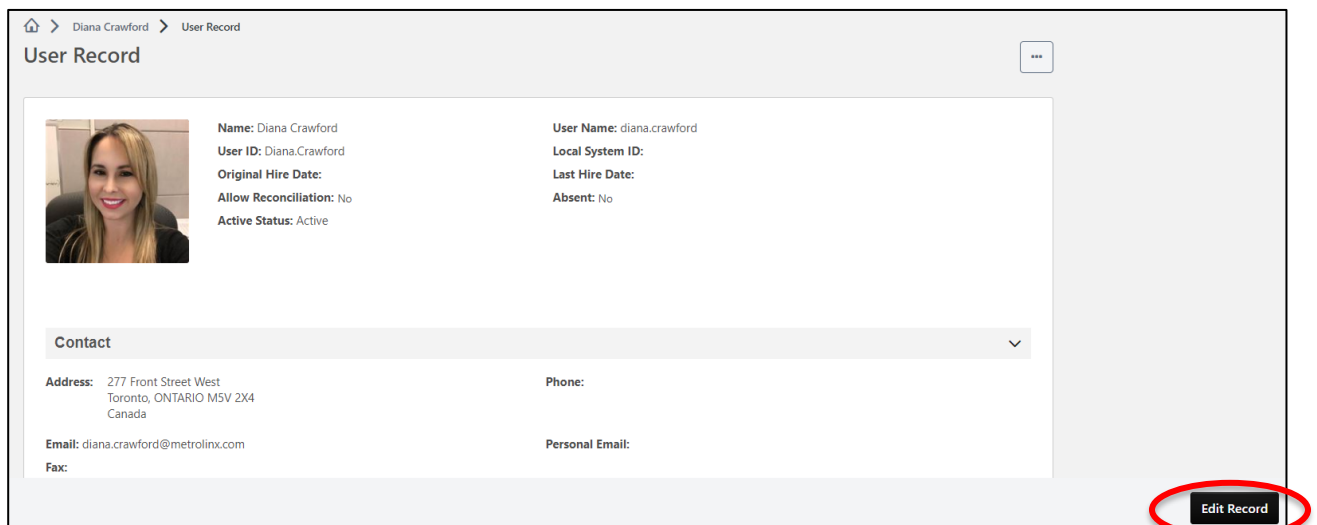 Diana Crawford User Record
User Record
...
Name: Diana Crawford
User Name: diana.crawford
User ID: Diana.Crawford
Local System ID:
Original Hire Date:
Last Hire Date:
Allow Reconciliation: No
Absent: No
Active Status: Active
Contact
Address: 277 Front Street West
Toronto, ONTARIO M5V 2X4
Canada
Phone:
Email: diana.crawford@metrolinx.com
Personal Email:
Fax:
Edit Record